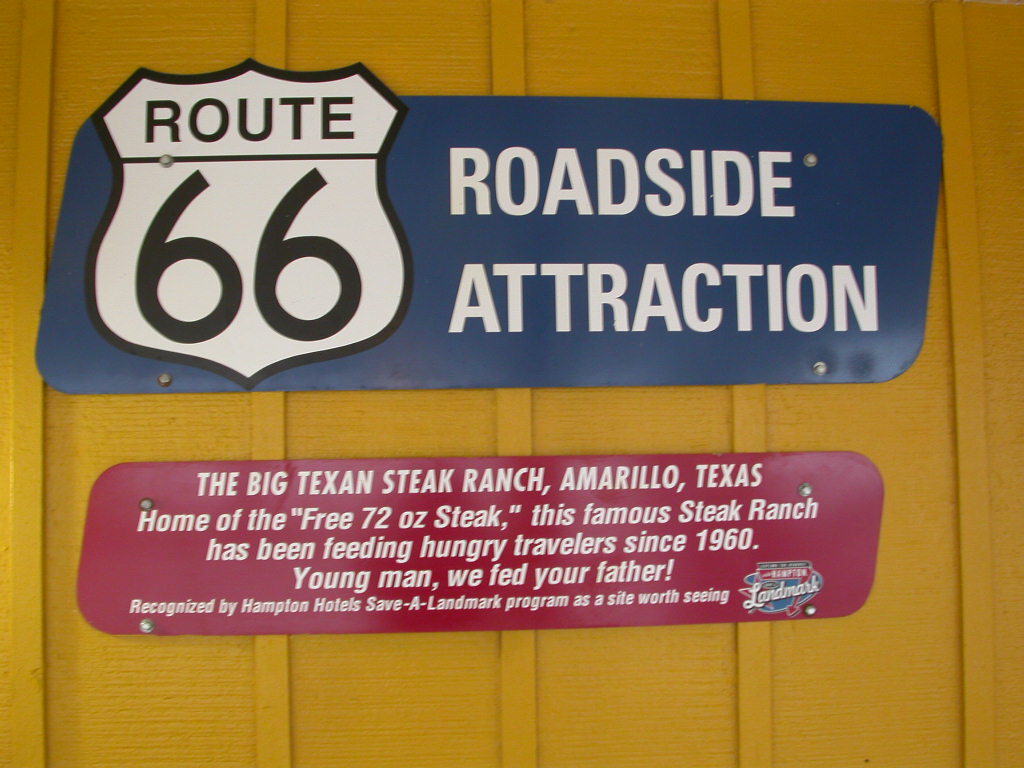 ROUTE
66
ROADSIDE
ATTRACTION
THE BIG TEXAN STEAK RANCH, AMARILLO, TEXAS
Home of the "Free 72 oz Steak," this famous Steak Ranch
has been feeding hungry travelers since 1960.
Young man, we fed your father!
Recognized by Hampton Hotels Save-A-Landmark program as a site worth seeing
HAMPTON
Landmark